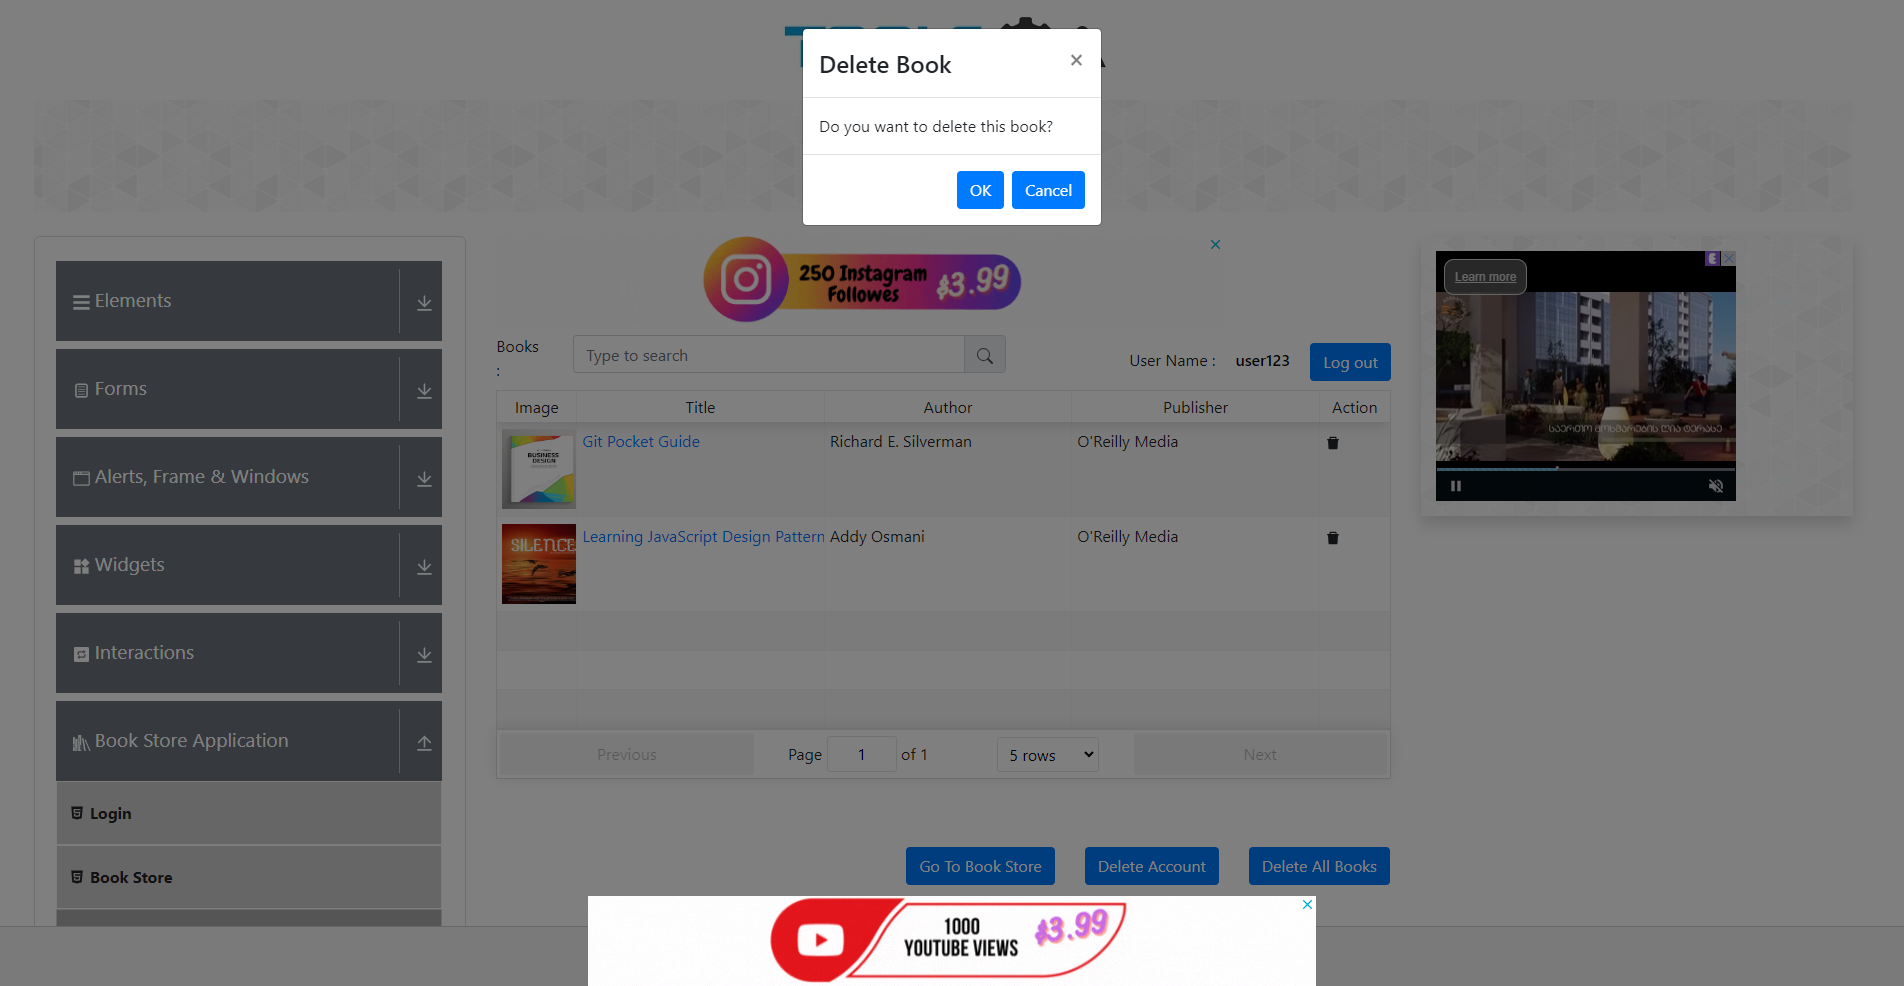 Delete Book
×
Do you want to delete this book?
OK
Cancel
Elements
Forms
Alerts, Frame & Windows
Widgets
Interactions
Book Store Application
Login
Book Store
250 Instagram
Followes
$3.99
Books
:
Type to search
User Name :
user123
Log out
Image
Title
Author
Publisher
Action
BUSINESS
DESIGN
Git Pocket Guide
Richard E. Silverman
O'Reilly Media
SILENCE
Learning JavaScript Design Pattern
Addy Osmani
O'Reilly Media
Previous
Page
1
of 1
5 rows
Next
Go To Book Store
Delete Account
Delete All Books
Learn more
საერთო მოხმარების ღია ტერასა
1000
YOUTUBE VIEWS
$3.99